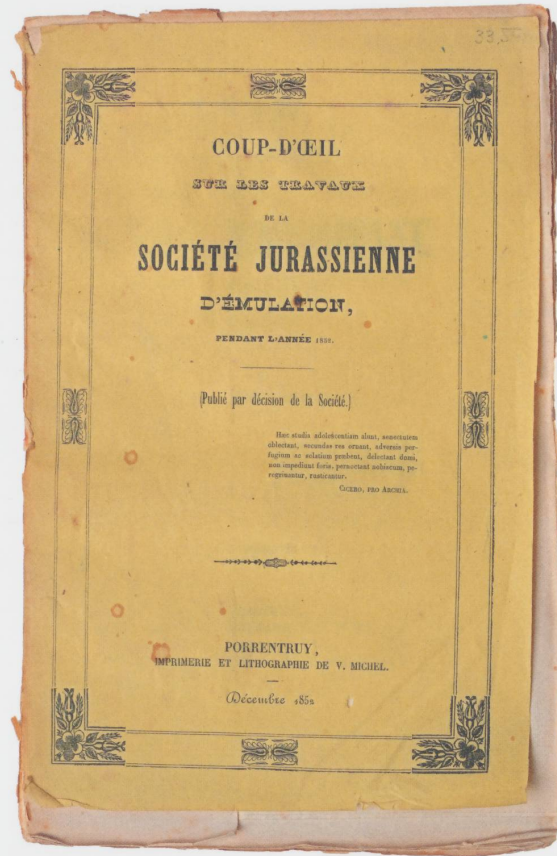 COUP-D'ŒIL
SUR LES TRAVAUX
DE LA
SOCIÉTÉ JURASSIENNE
D'ÉMULATION,
PENDANT L'ANNÉE 1852.
(Publié par décision de la Société.)
Hæc studia adolescentiam alunt, senectutem
oblectant, secundas res ornant, adversis per-
fugium ac solatium præbent, delectant domi,
non impediunt foris, pernoctant nobiscum, pe-
regrinantur, rusticantur.
CICERO, PRO ARCHIA.
PORRENTRUY,
IMPRIMERIE ET LITHOGRAPHIE DE V. MICHEL.
Décembre 1852